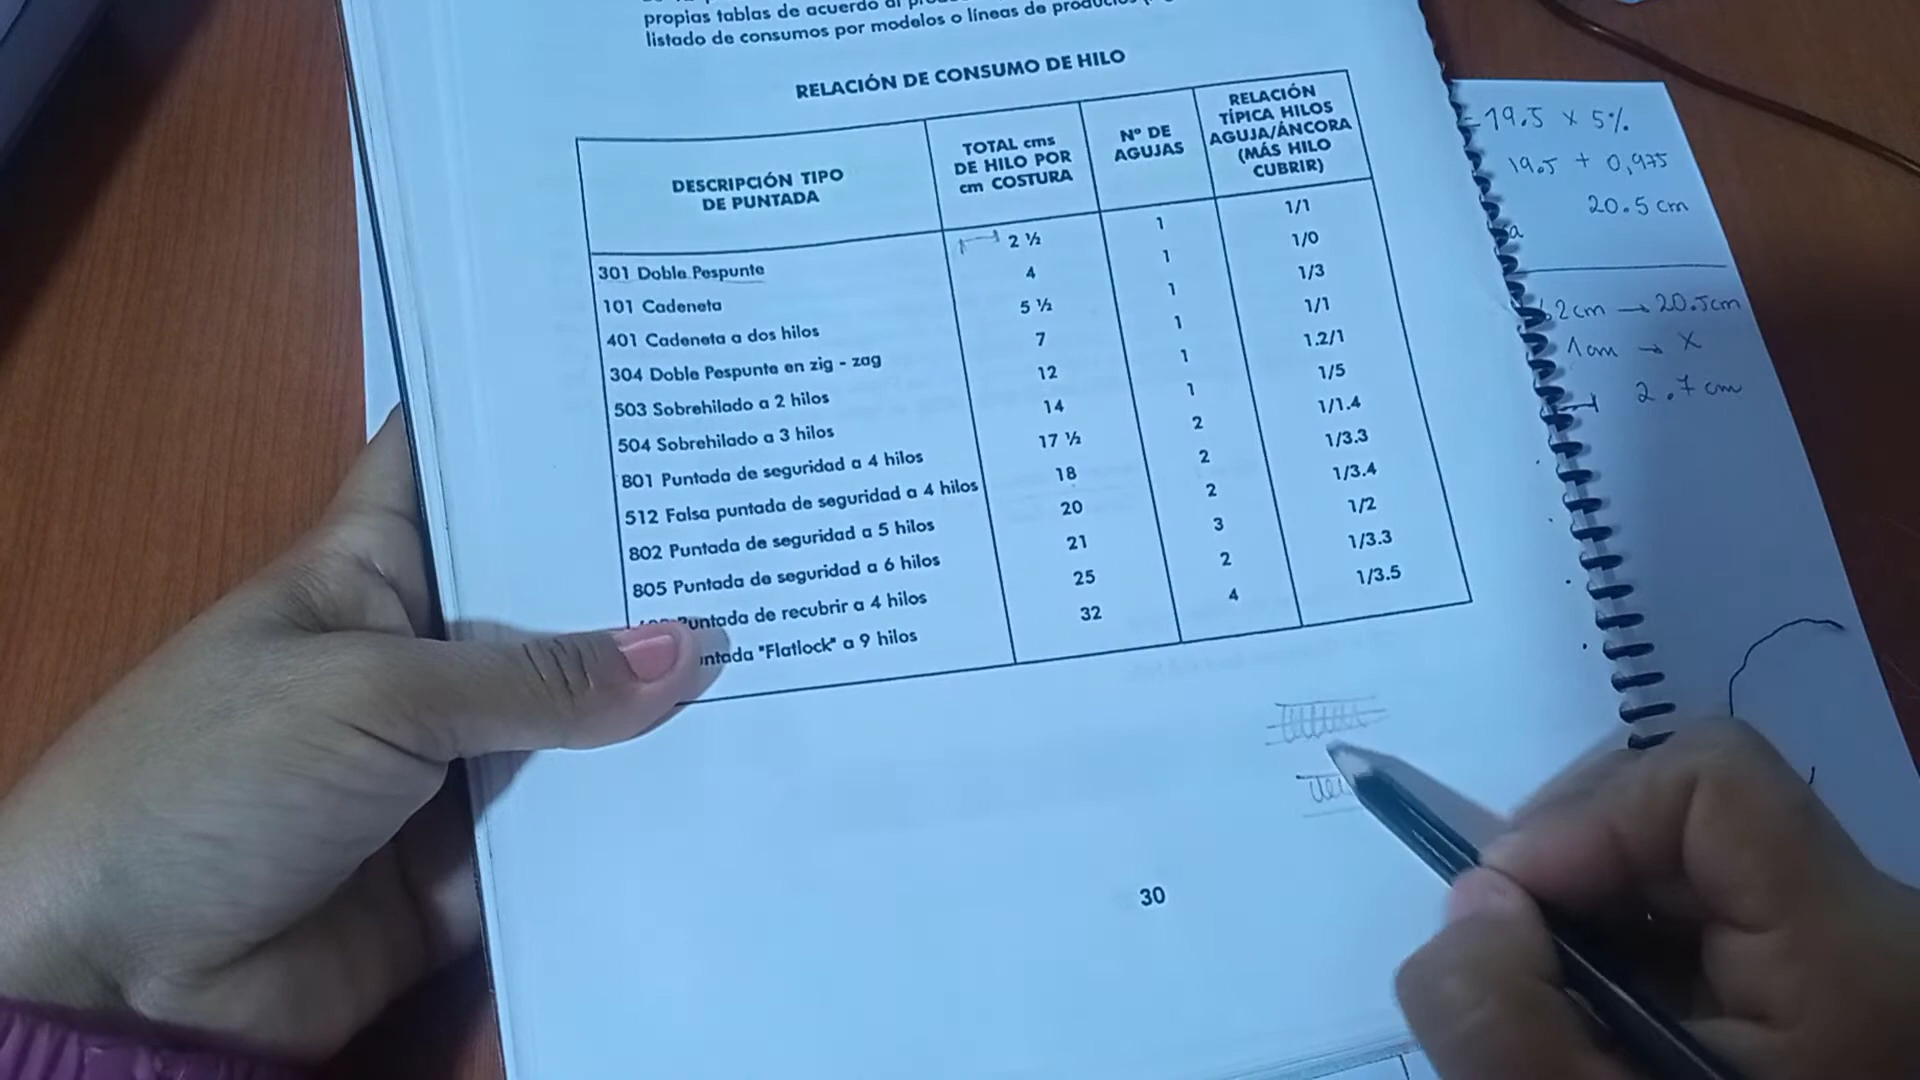 propias tablas de acuerdo al
listado de consumos por modelos o líneas de
RELACIÓN DE CONSUMO DE HILO
DESCRIPCIÓN TIPO
DE PUNTADA
TOTAL cms
DE HILO POR
cm COSTURA
Nº DE
AGUJAS
RELACIÓN
TÍPICA HILOS
AGUJA/ÁNCORA
(MÁS HILO
CUBRIR)
301 Doble Pespunte 2 ½ 1 1/1
101 Cadeneta 4 1 1/0
401 Cadeneta a dos hilos 5 ½ 1 1/3
304 Doble Pespunte en zig - zag 7 1 1/1
503 Sobrehilado a 2 hilos 12 1 1.2/1
504 Sobrehilado a 3 hilos 14 1 1/5
801 Puntada de seguridad a 4 hilos 17 ½ 2 1/1.4
512 Falsa puntada de seguridad a 4 hilos 18 2 1/3.3
802 Puntada de seguridad a 5 hilos 20 2 1/3.4
805 Puntada de seguridad a 6 hilos 21 3 1/2
Puntada de recubrir a 4 hilos 25 2 1/3.3
"Flatlock" a 9 hilos 32 4 1/3.5
30
=19.5 x 5%
19.5 + 0,975
20.5 cm
a
2cm → 20.5cm
1cm → x
2.7 cm